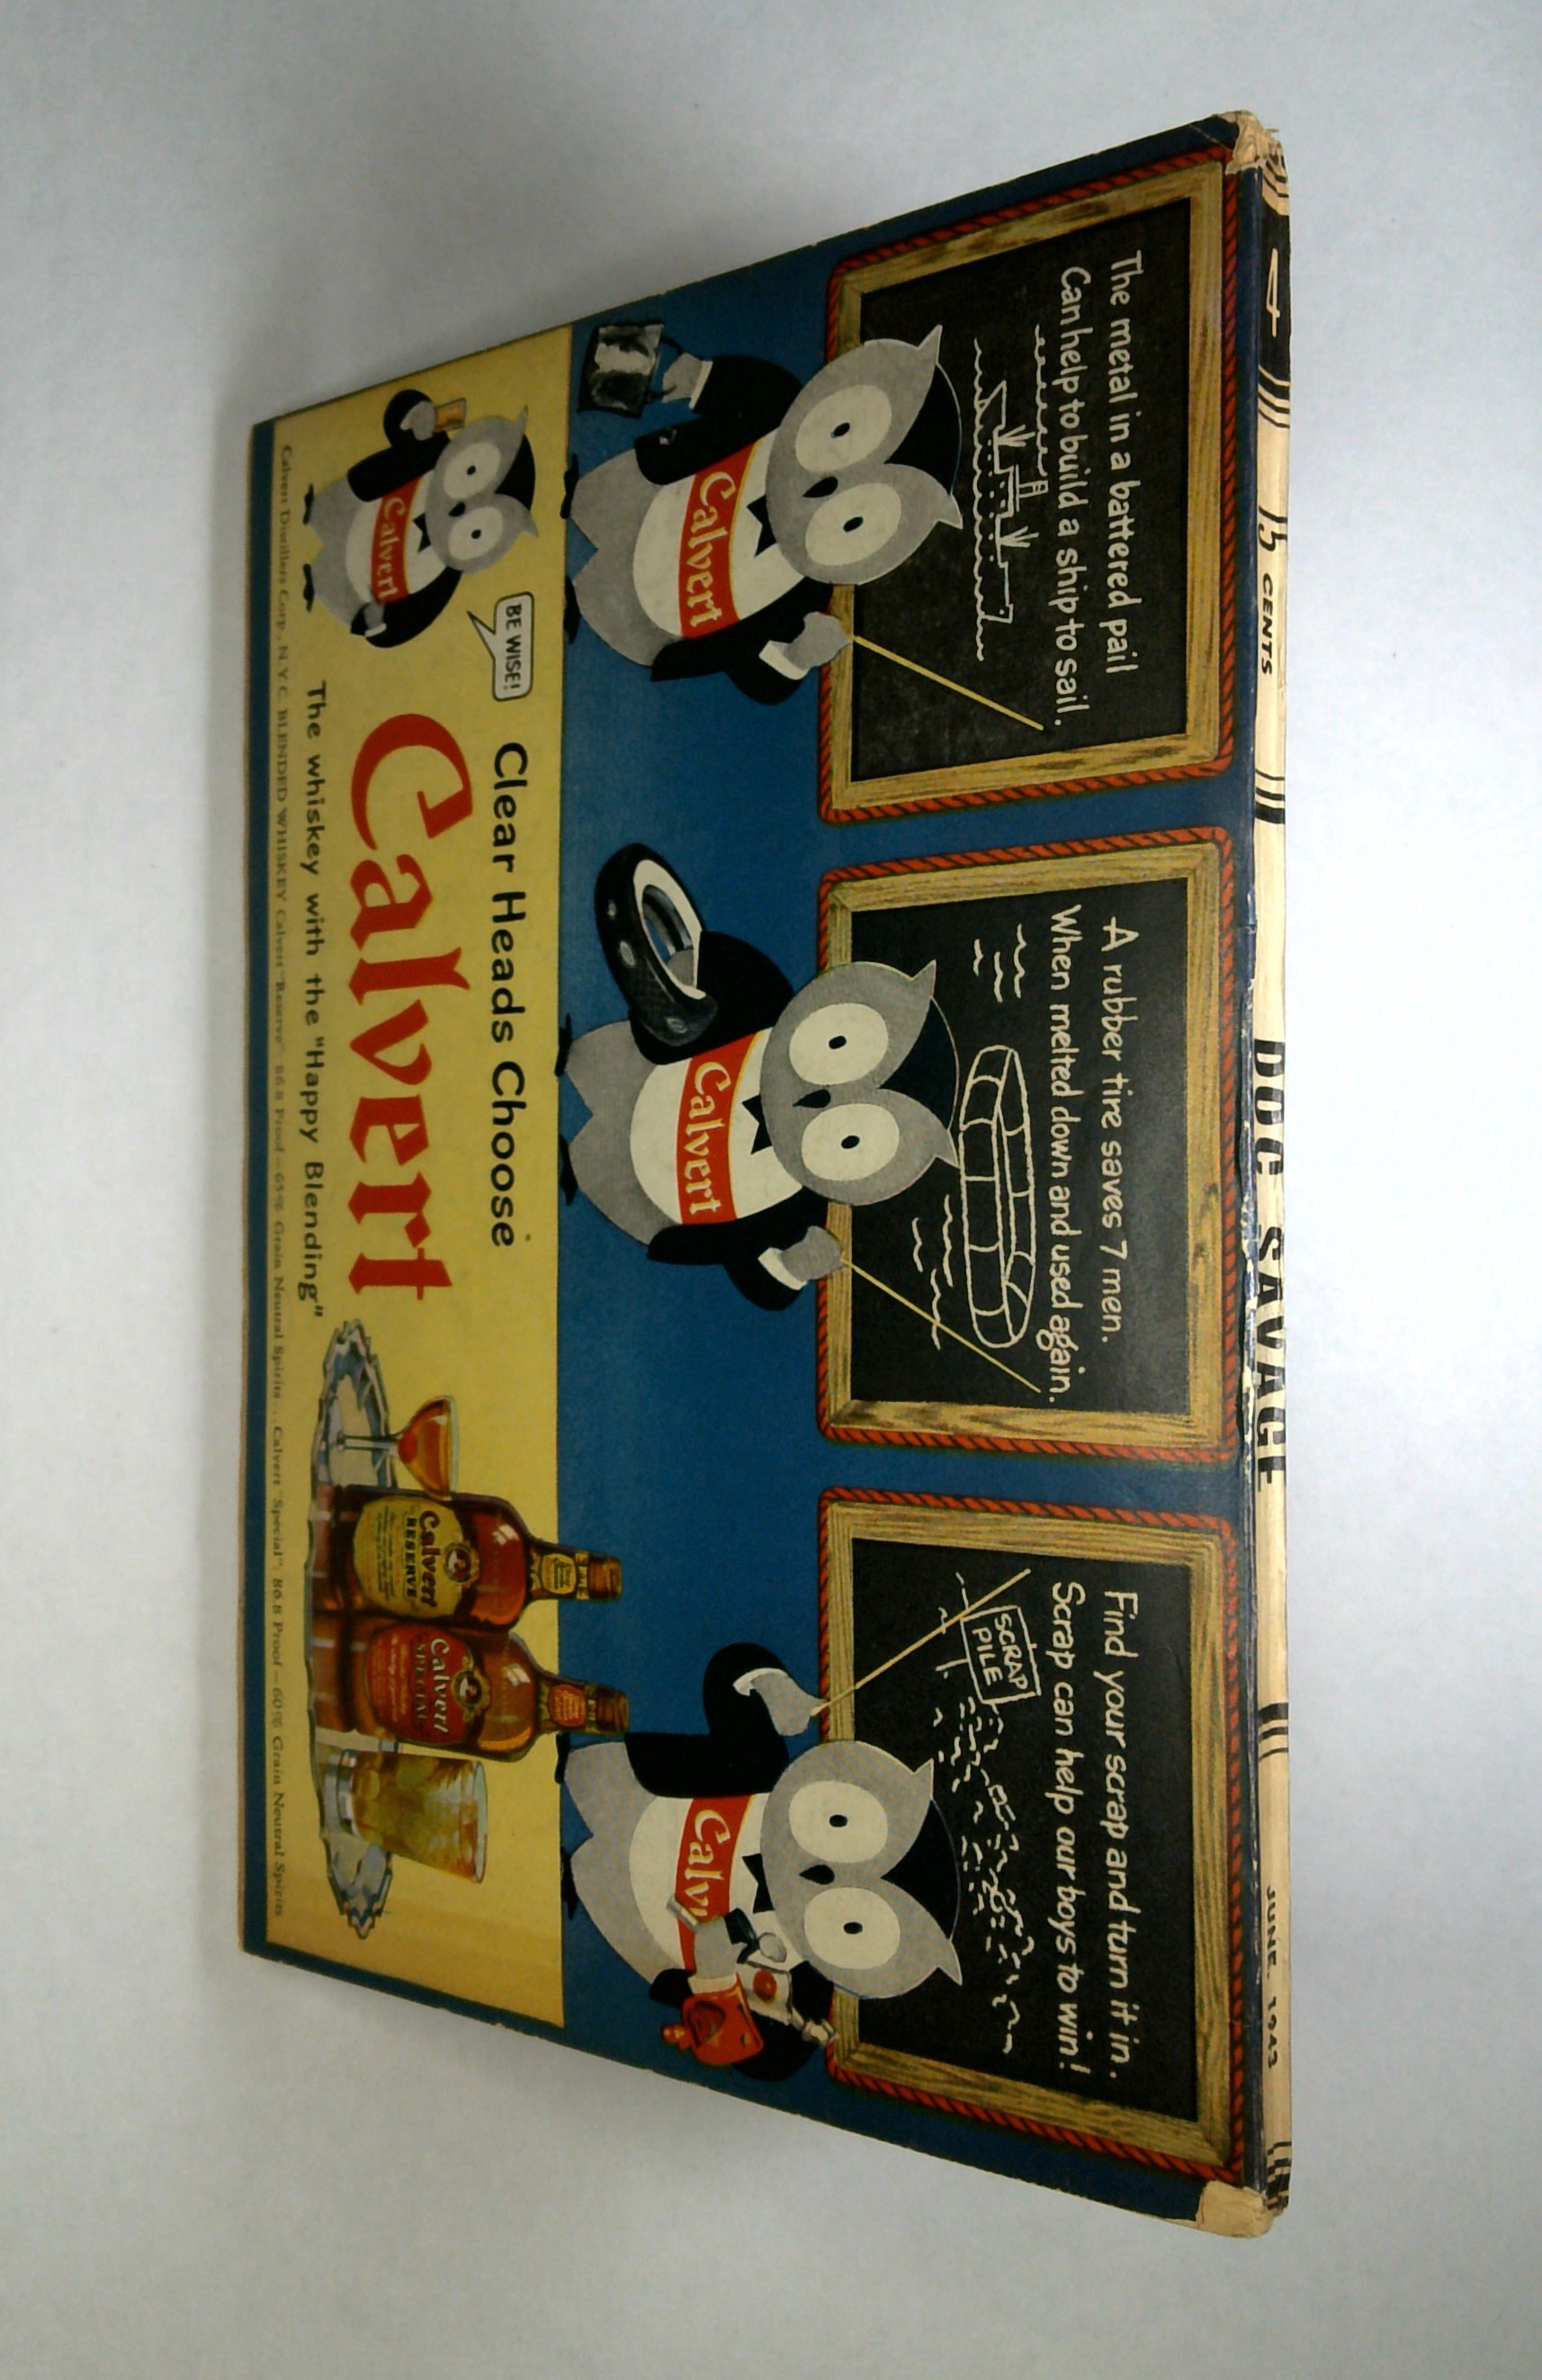 4
15 CENTS
DOC SAVAGE
JUNE, 1943
The metal in a battered pail
Can help to build a ship to sail.
Calvert
A rubber tire saves 7 men.
When melted down and used again.
Calvert
Find your scrap and turn it in.
Scrap can help our boys to win!
SCRAP
PILE
Calv
BE WISE!
Calvert
Clear Heads Choose
Calvert
The whiskey with the "Happy Blending"
Calvert
RESERVE
Calvert
SPECIAL
Calvert Distillers Corp., N.Y.C. BLENDED WHISKEY Calvert "Reserve": 86.8 Proof—65% Grain Neutral Spirits... Calvert "Special": 86.8 Proof—60% Grain Neutral Spirits